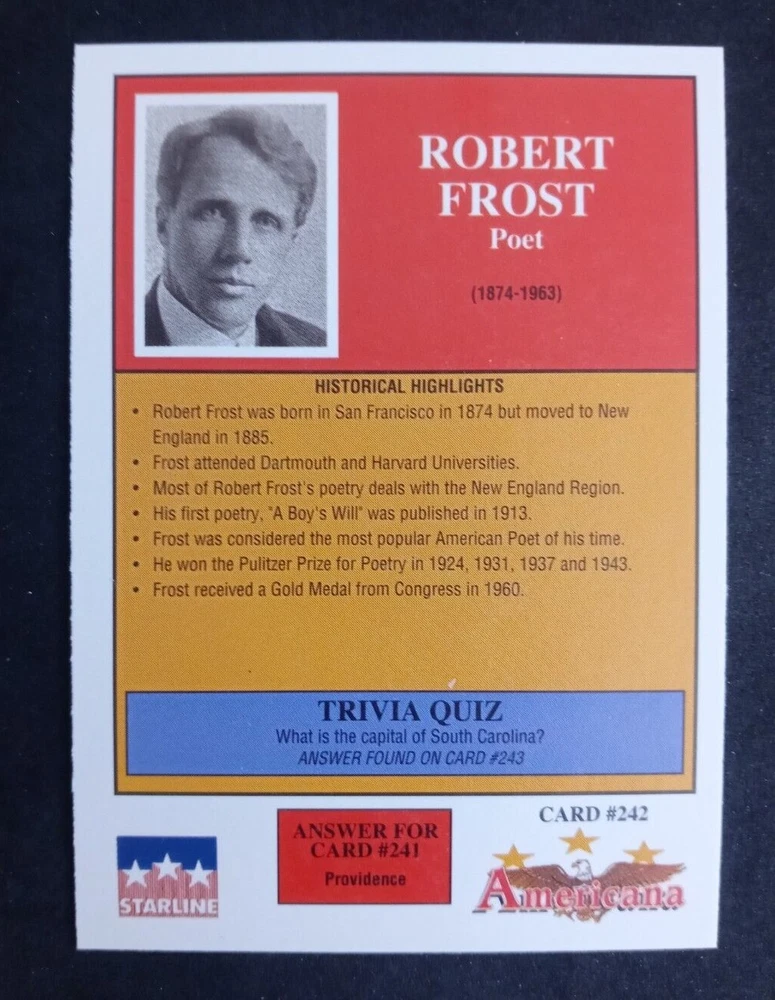 ROBERT
FROST
Poet
(1874-1963)
HISTORICAL HIGHLIGHTS
• Robert Frost was born in San Francisco in 1874 but moved to New
England in 1885.
• Frost attended Dartmouth and Harvard Universities.
• Most of Robert Frost's poetry deals with the New England Region.
• His first poetry, "A Boy's Will" was published in 1913.
• Frost was considered the most popular American Poet of his time.
• He won the Pulitzer Prize for Poetry in 1924, 1931, 1937 and 1943.
• Frost received a Gold Medal from Congress in 1960.
TRIVIA QUIZ
What is the capital of South Carolina?
ANSWER FOUND ON CARD #243
CARD #242
ANSWER FOR
CARD #241
Providence
STARLINE
Americana